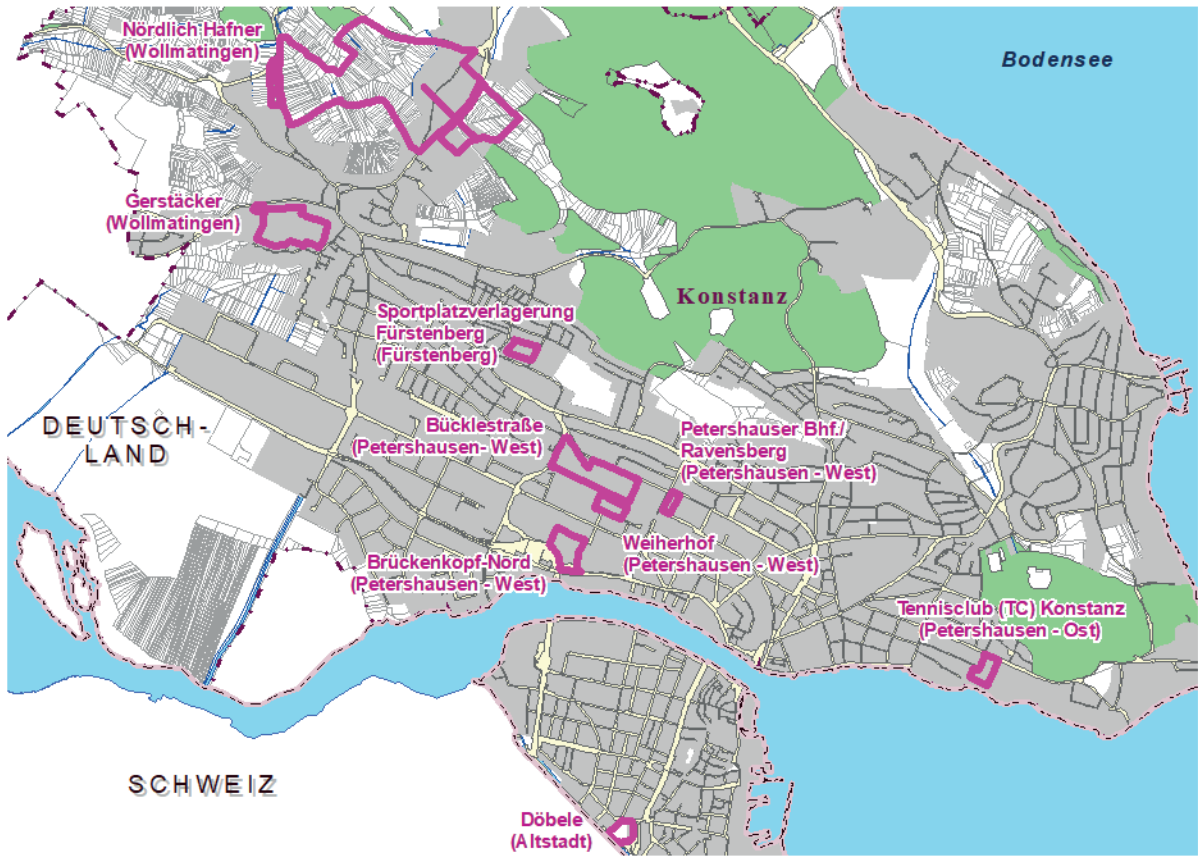 Nördlich Hafner
(Wollmatingen)
Bodensee
Gerstäcker
(Wollmatingen)
Konstanz
Sportplatzverlagerung
Fürstenberg
(Fürstenberg)
DEUTSCH-
LAND
Bücklestraße
(Petershausen- West)
Petershauser Bhf./
Ravensberg
(Petershausen - West)
Brückenkopf-Nord
(Petershausen - West)
Weiherhof
(Petershausen - West)
Tennisclub (TC) Konstanz
(Petershausen - Ost)
SCHWEIZ
Döbele
(Altstadt)